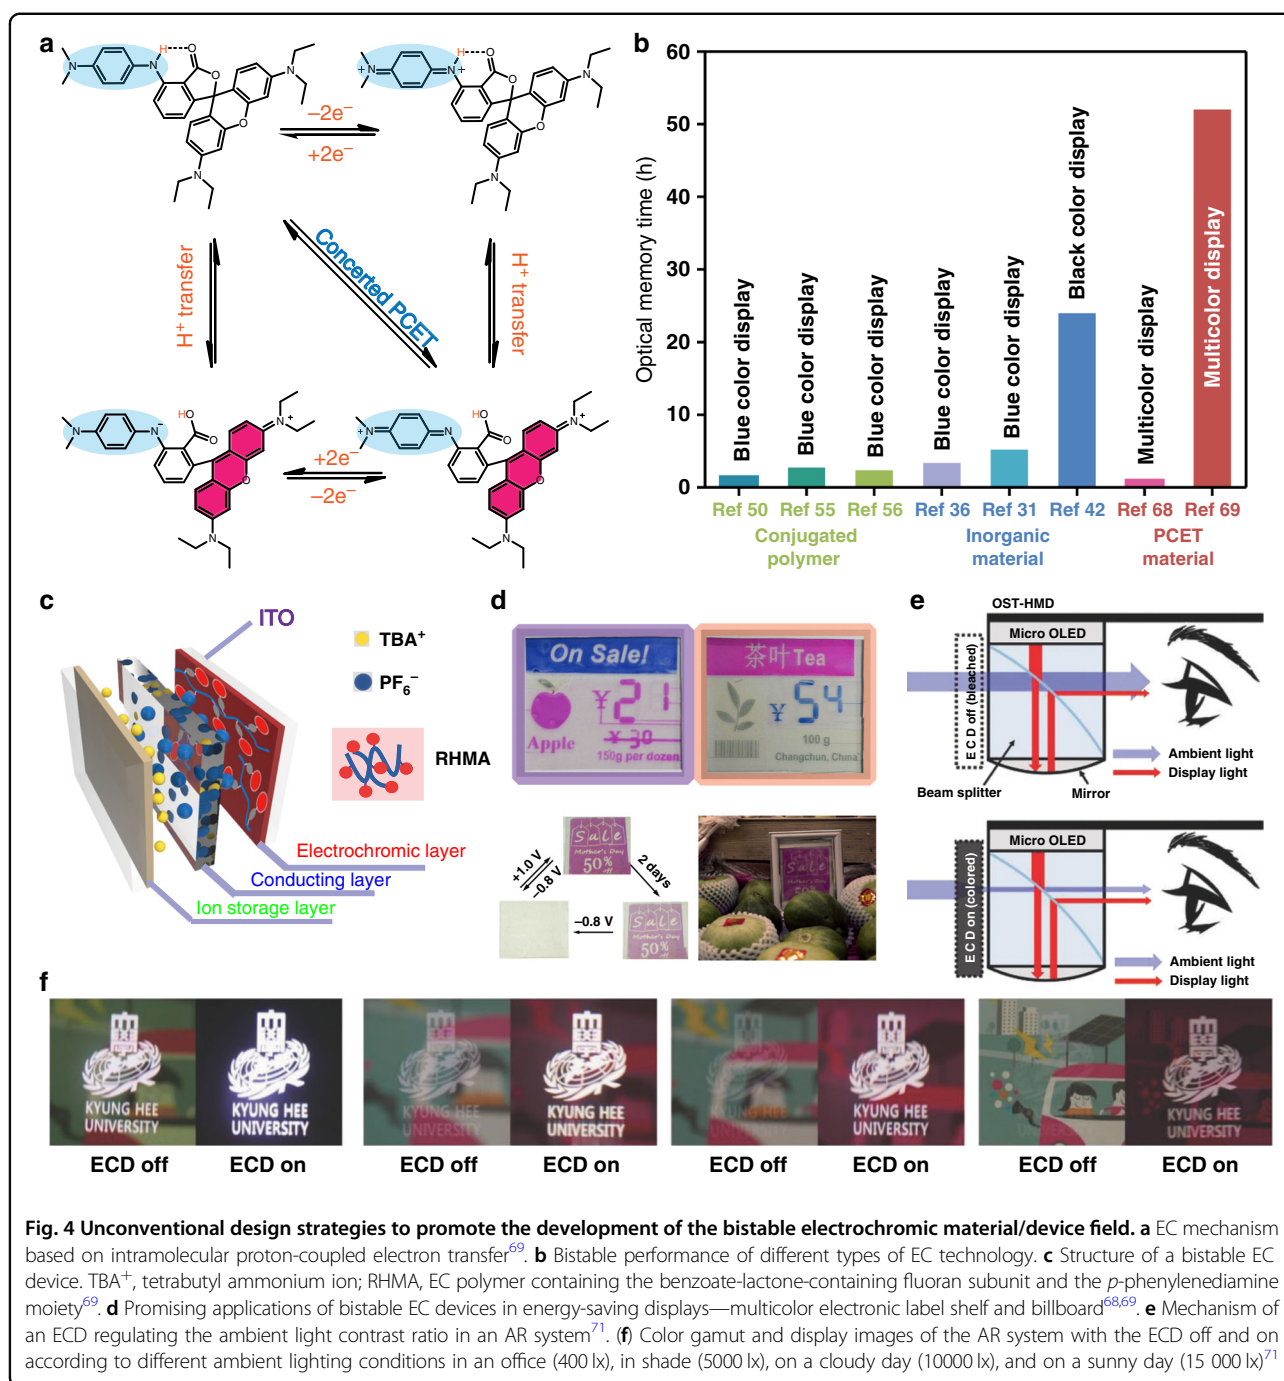 a
N
H
O
O
N
N
O
N
–2e⁻
+2e⁻
+
N
H
O
O
N
+
N
O
N
H⁺ transfer
Concerted PCET
H⁺ transfer
N
N
–
HO
O
N
+
O
N
+2e⁻
–2e⁻
N
+
N
HO
O
N
+
O
N
b
Optical memory time (h)
60
50
40
30
20
10
0
Blue color display
Blue color display
Blue color display
Blue color display
Blue color display
Black color display
Multicolor display
Multicolor display
Ref 50 Ref 55 Ref 56 Ref 36 Ref 31 Ref 42 Ref 68 Ref 69
Conjugated polymer
Inorganic material
PCET material
c
ITO
TBA⁺
PF₆⁻
RHMA
Electrochromic layer
Conducting layer
Ion storage layer
d
On Sale!
¥21
¥30
Apple
150g per dozen
茶叶Tea
¥54
100 g
Changchun, China
Sale
Mother's Day
50%
off
+1.0 V
–0.8 V
2 days
–0.8 V
Sale
Mother's Day
50%
off
Sale
e
OST-HMD
Micro OLED
E C D off (bleached)
Ambient light
Display light
Beam splitter
Mirror
Micro OLED
E C D on (colored)
Ambient light
Display light
f
KYUNG HEE
UNIVERSITY
KYUNG HEE
UNIVERSITY
KYUNG HEE
UNIVERSITY
KYUNG HEE
UNIVERSITY
KYUNG HEE
UNIVERSITY
KYUNG HEE
UNIVERSITY
KYUNG HEE
UNIVERSITY
ECD off ECD on ECD off ECD on ECD off ECD on ECD off ECD on
Fig. 4 Unconventional design strategies to promote the development of the bistable electrochromic material/device field. a EC mechanism
based on intramolecular proton-coupled electron transfer⁶⁹. b Bistable performance of different types of EC technology. c Structure of a bistable EC
device. TBA⁺, tetrabutyl ammonium ion; RHMA, EC polymer containing the benzoate-lactone-containing fluoran subunit and the p-phenylenediamine
moiety⁶⁹. d Promising applications of bistable EC devices in energy-saving displays—multicolor electronic label shelf and billboard⁶⁸,⁶⁹. e Mechanism of
an ECD regulating the ambient light contrast ratio in an AR system⁷¹. (f) Color gamut and display images of the AR system with the ECD off and on
according to different ambient lighting conditions in an office (400 lx), in shade (5000 lx), on a cloudy day (10000 lx), and on a sunny day (15 000 lx)⁷¹